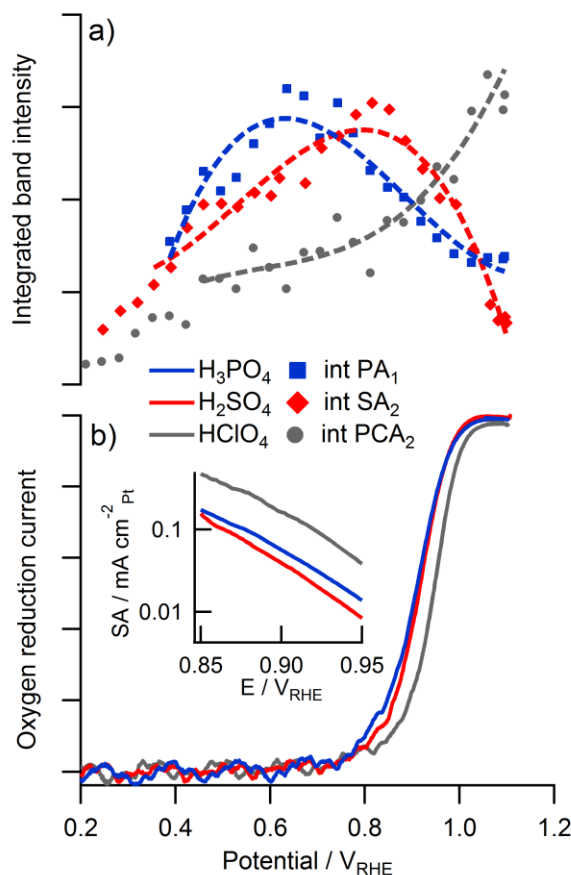 a)
Integrated band intensity
H₃PO₄ int PA₁
H₂SO₄ int SA₂
HClO₄ int PCA₂
b)
Oxygen reduction current
SA / mA cm⁻²Pt
0.1
0.01
0.85 0.90 0.95
E / VRHE
0.2 0.4 0.6 0.8 1.0 1.2
Potential / VRHE